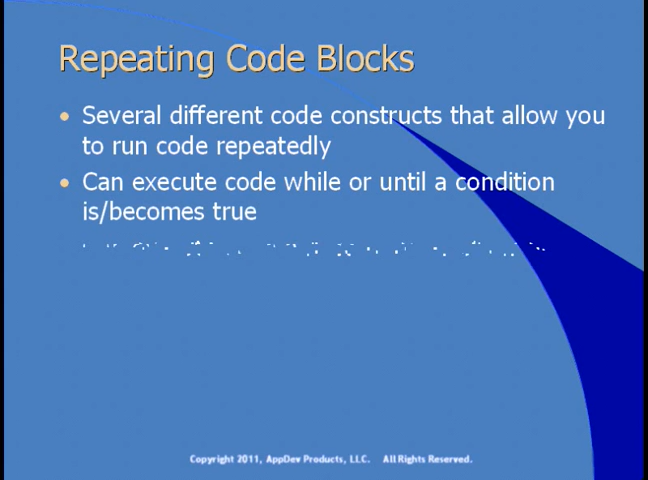 Repeating Code Blocks
• Several different code constructs that allow you
to run code repeatedly
• Can execute code while or until a condition
is/becomes true
Copyright 2011, AppDev Products, LLC. All Rights Reserved.